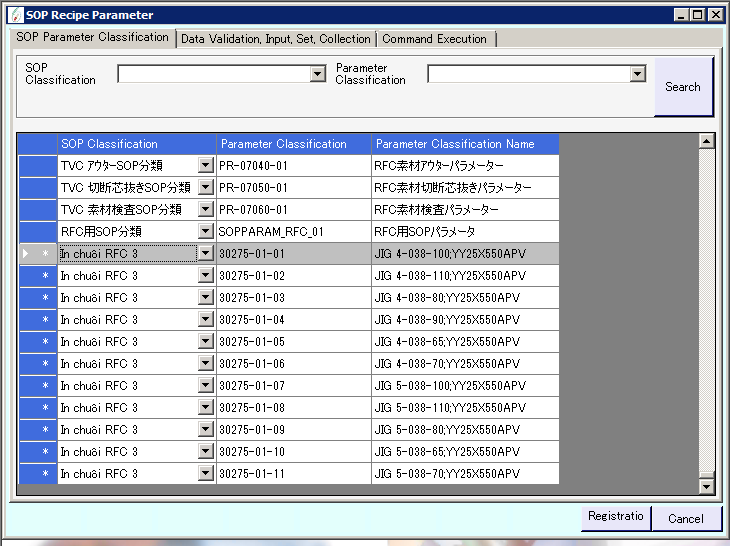 SOP Recipe Parameter
SOP Parameter Classification Data Validation, Input, Set, Collection Command Execution
SOP Classification
Parameter Classification
Search
SOP Classification Parameter Classification Parameter Classification Name
TVC アウターSOP分類 PR-07040-01 RFC素材アウターパラメーター
TVC 切断芯抜きSOP分類 PR-07050-01 RFC素材切断芯抜きパラメーター
TVC 素材検査SOP分類 PR-07060-01 RFC素材検査パラメーター
RFC用SOP分類 SOPPARAM_RFC_01 RFC用SOPパラメータ
* In chuôi RFC 3 30275-01-01 JIG 4-038-100;YY25X550APV
* In chuôi RFC 3 30275-01-02 JIG 4-038-110;YY25X550APV
* In chuôi RFC 3 30275-01-03 JIG 4-038-80;YY25X550APV
* In chuôi RFC 3 30275-01-04 JIG 4-038-90;YY25X550APV
* In chuôi RFC 3 30275-01-05 JIG 4-038-65;YY25X550APV
* In chuôi RFC 3 30275-01-06 JIG 4-038-70;YY25X550APV
* In chuôi RFC 3 30275-01-07 JIG 5-038-100;YY25X550APV
* In chuôi RFC 3 30275-01-08 JIG 5-038-110;YY25X550APV
* In chuôi RFC 3 30275-01-09 JIG 5-038-80;YY25X550APV
* In chuôi RFC 3 30275-01-10 JIG 5-038-65;YY25X550APV
* In chuôi RFC 3 30275-01-11 JIG 5-038-70;YY25X550APV
Registratio Cancel